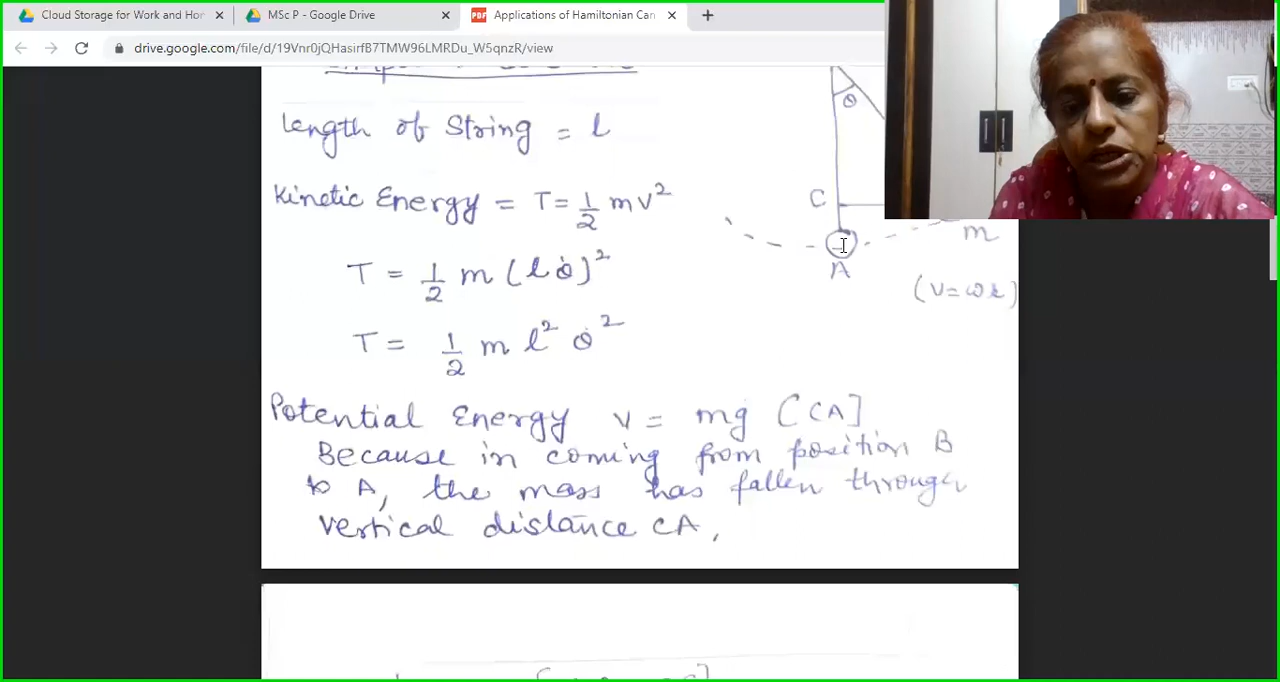 Cloud Storage for Work and Hor
MSc P - Google Drive
Applications of Hamiltonian Can
drive.google.com/file/d/19Vnr0jQHasirfB7TMW96LMRDu_W5qnzR/view
θ
Length of String = l
C
Kinetic Energy = T = 1/2 mv²
m
A
T = 1/2 m (l θ̇)²
(v=ωr)
T = 1/2 m l² θ̇²
Potential Energy V = mg [CA]
Because in coming from position B
to A, the mass has fallen through
vertical distance CA,